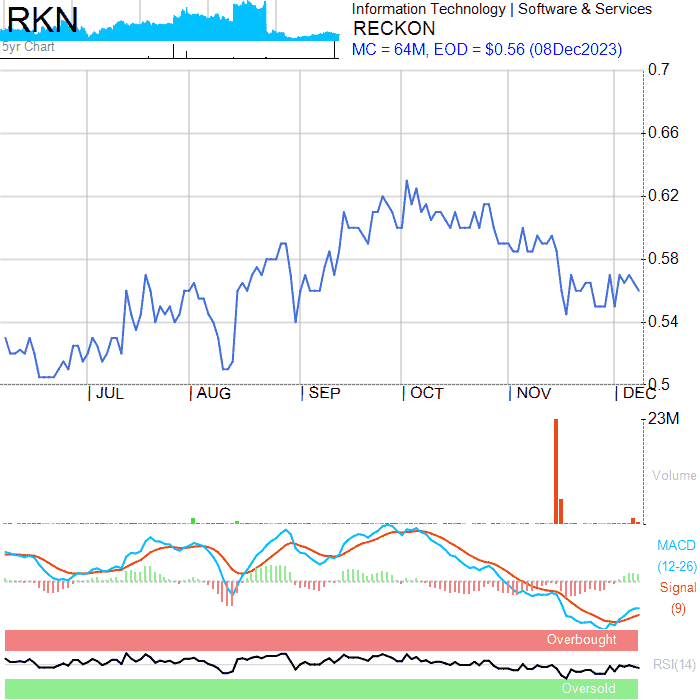 RKN
5yr Chart
Information Technology | Software & Services
RECKON
MC = 64M, EOD = $0.56 (08Dec2023)
0.7
0.66
0.62
0.58
0.54
0.5
JUL AUG SEP OCT NOV DEC
23M
Volume
MACD
(12-26)
Signal
(9)
Overbought
RSI(14)
Oversold